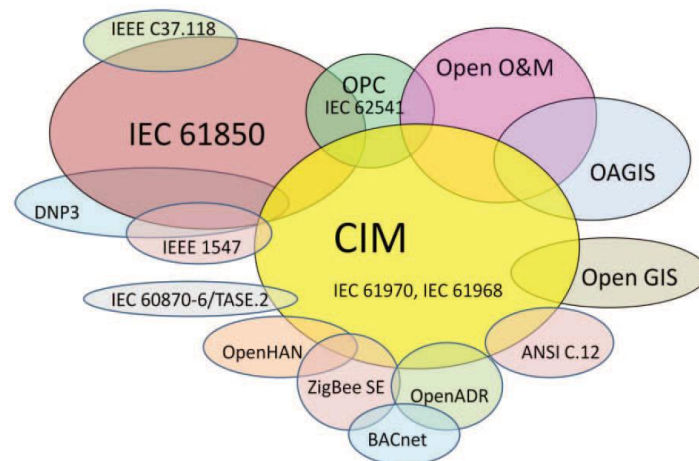 IEEE C37.118
IEC 61850
OPC
IEC 62541
Open O&M
OAGIS
DNP3
IEEE 1547
CIM
IEC 61970, IEC 61968
Open GIS
IEC 60870-6/TASE.2
OpenHAN
ANSI C.12
ZigBee SE
OpenADR
BACnet